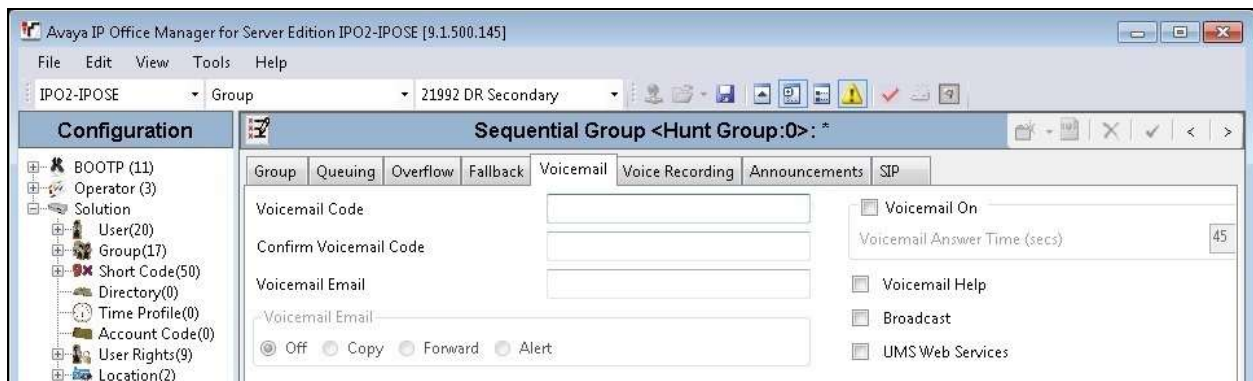 Avaya IP Office Manager for Server Edition IPO2-IPOSE [9.1.500.145]
File Edit View Tools Help
IPO2-IPOSE Group 21992 DR Secondary
Configuration
Sequential Group <Hunt Group:0>: *
BOOTP (11)
Operator (3)
Solution
User(20)
Group(17)
Short Code(50)
Directory(0)
Time Profile(0)
Account Code(0)
User Rights(9)
Location(2)
Group Queuing Overflow Fallback Voicemail Voice Recording Announcements SIP
Voicemail Code
Confirm Voicemail Code
Voicemail Email
Voicemail Email
Off Copy Forward Alert
Voicemail On
Voicemail Answer Time (secs) 45
Voicemail Help
Broadcast
UMS Web Services